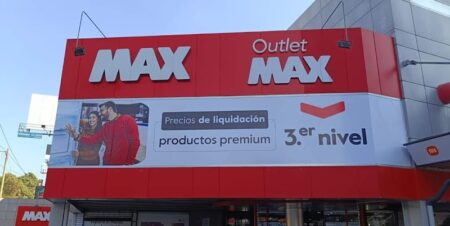 MAX
Outlet
MAX
Precios de liquidación
productos premium
3.er nivel
MAX